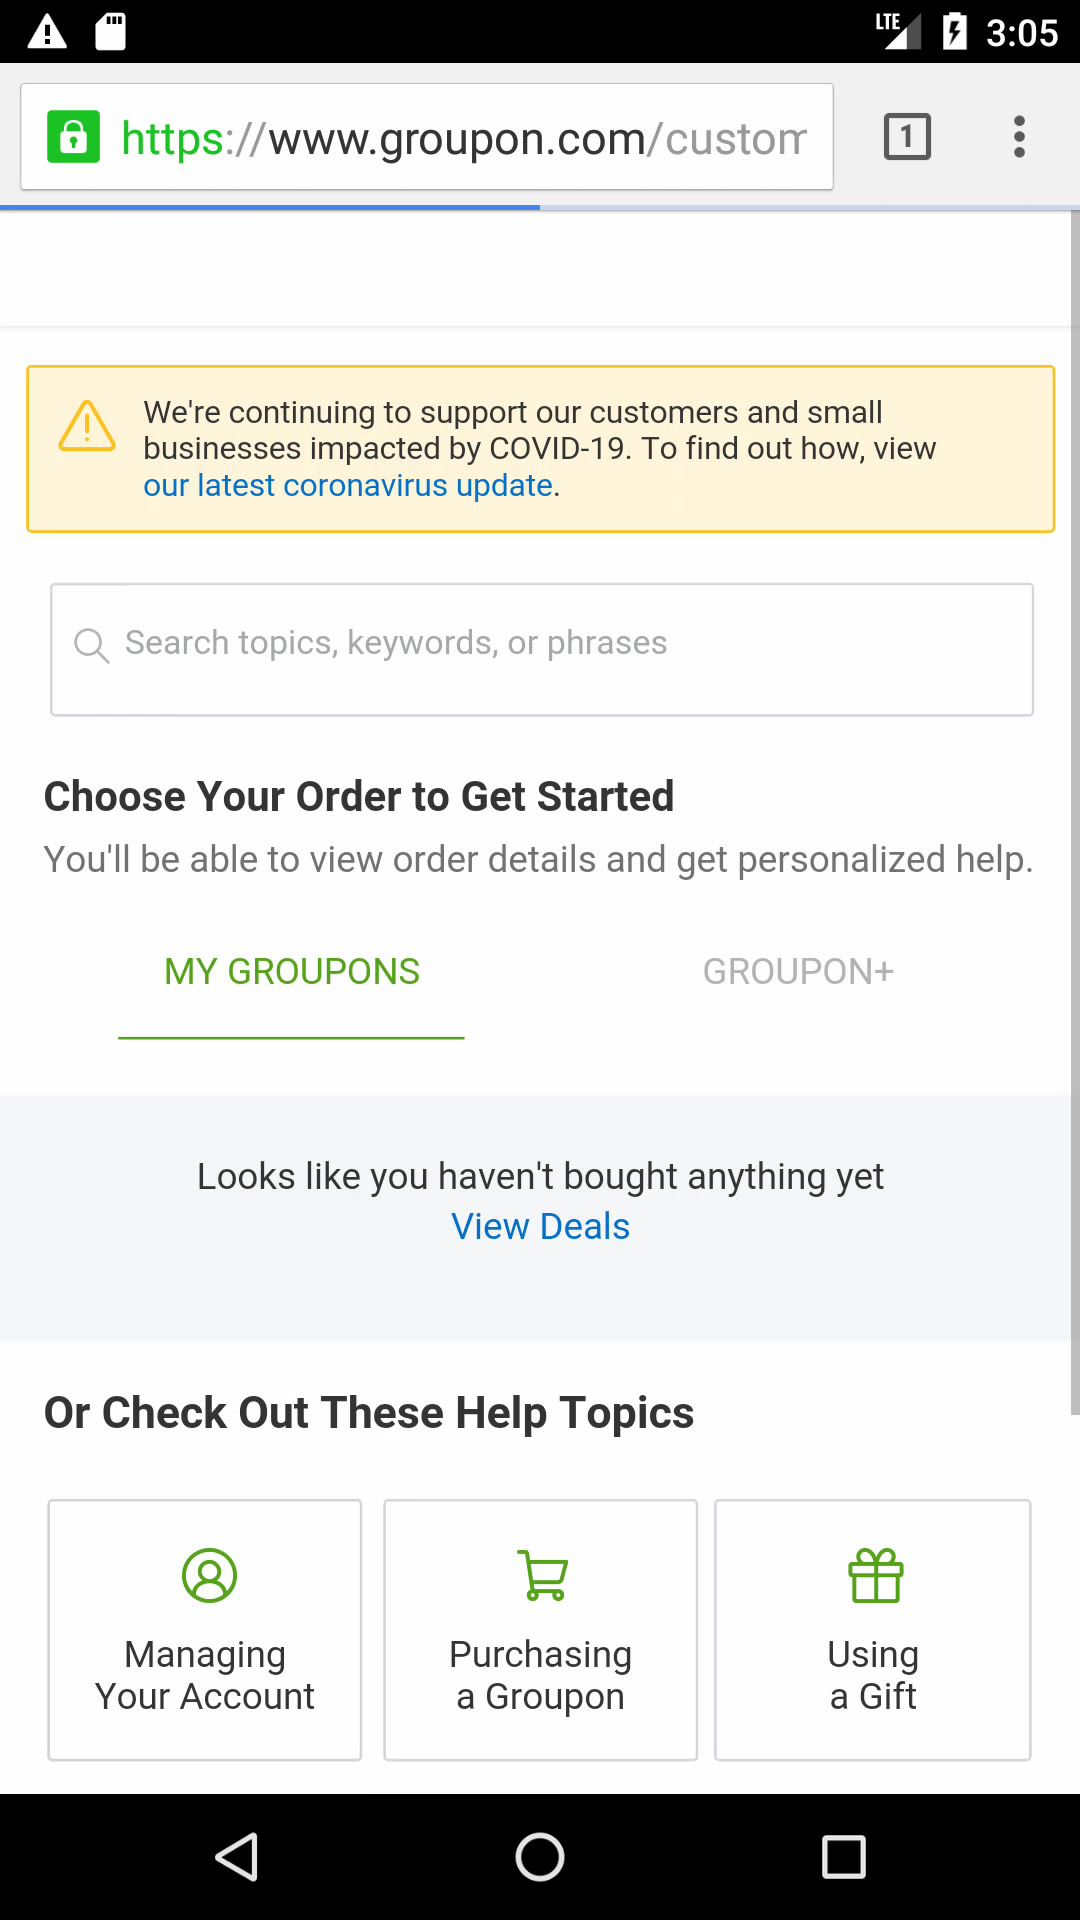 LTE 3:05
https://www.groupon.com/custom
1
We're continuing to support our customers and small
businesses impacted by COVID-19. To find out how, view
our latest coronavirus update.
Search topics, keywords, or phrases
Choose Your Order to Get Started
You'll be able to view order details and get personalized help.
MY GROUPONS
GROUPON+
Looks like you haven't bought anything yet
View Deals
Or Check Out These Help Topics
Managing
Your Account
Purchasing
a Groupon
Using
a Gift